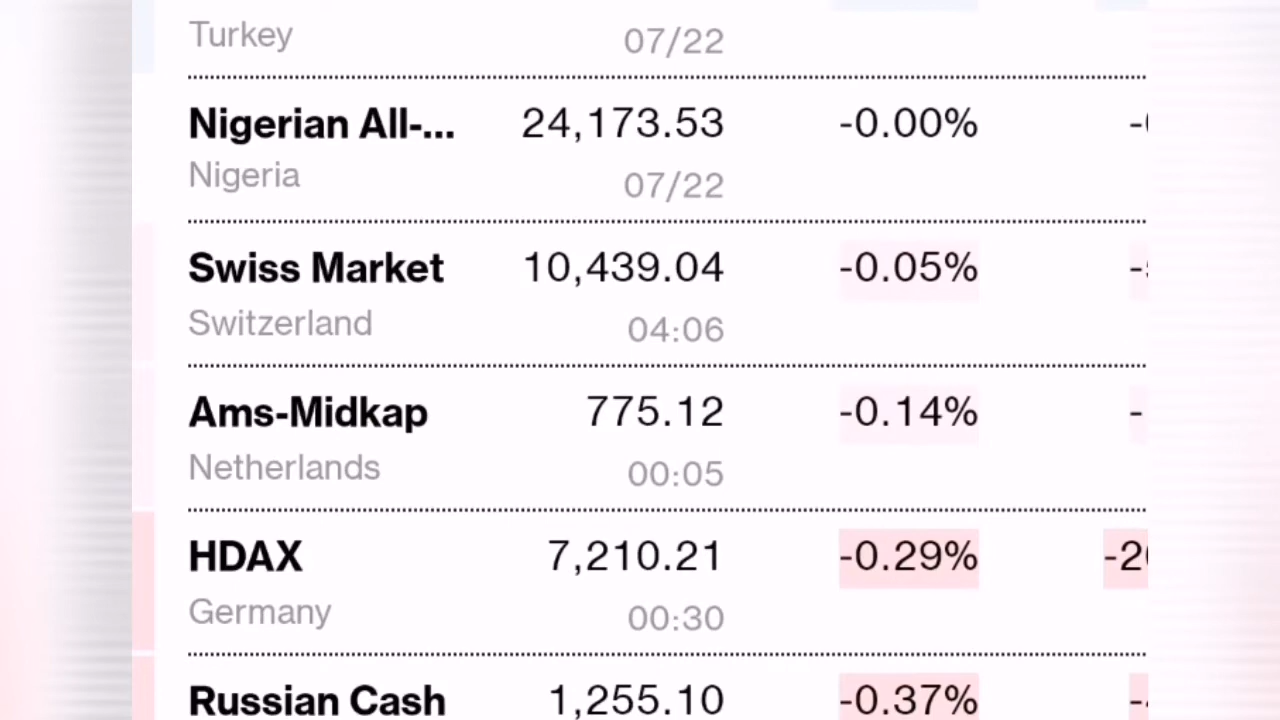 Turkey 07/22
Nigerian All-... 24,173.53 -0.00%
Nigeria 07/22
Swiss Market 10,439.04 -0.05%
Switzerland 04:06
Ams-Midkap 775.12 -0.14%
Netherlands 00:05
HDAX 7,210.21 -0.29% -2
Germany 00:30
Russian Cash 1,255.10 -0.37%